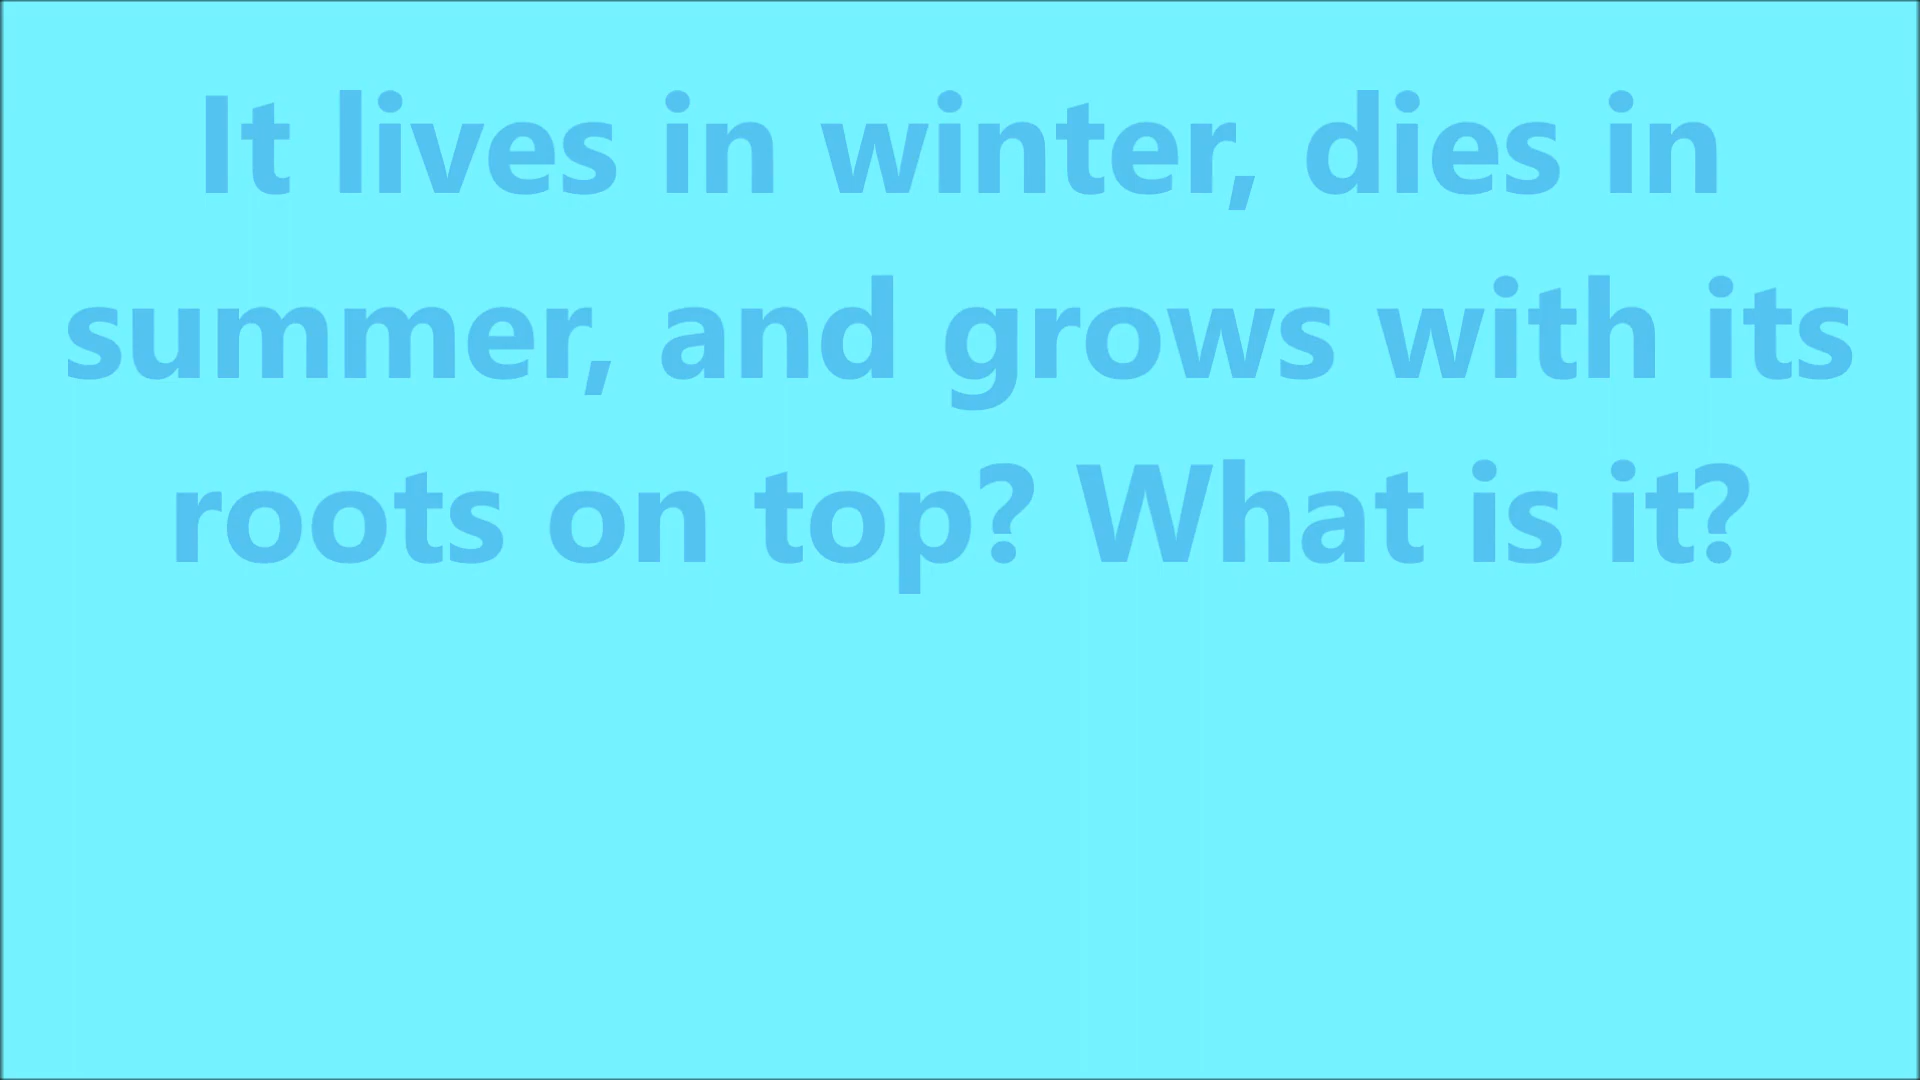 It lives in winter, dies in
summer, and grows with its
roots on top? What is it?